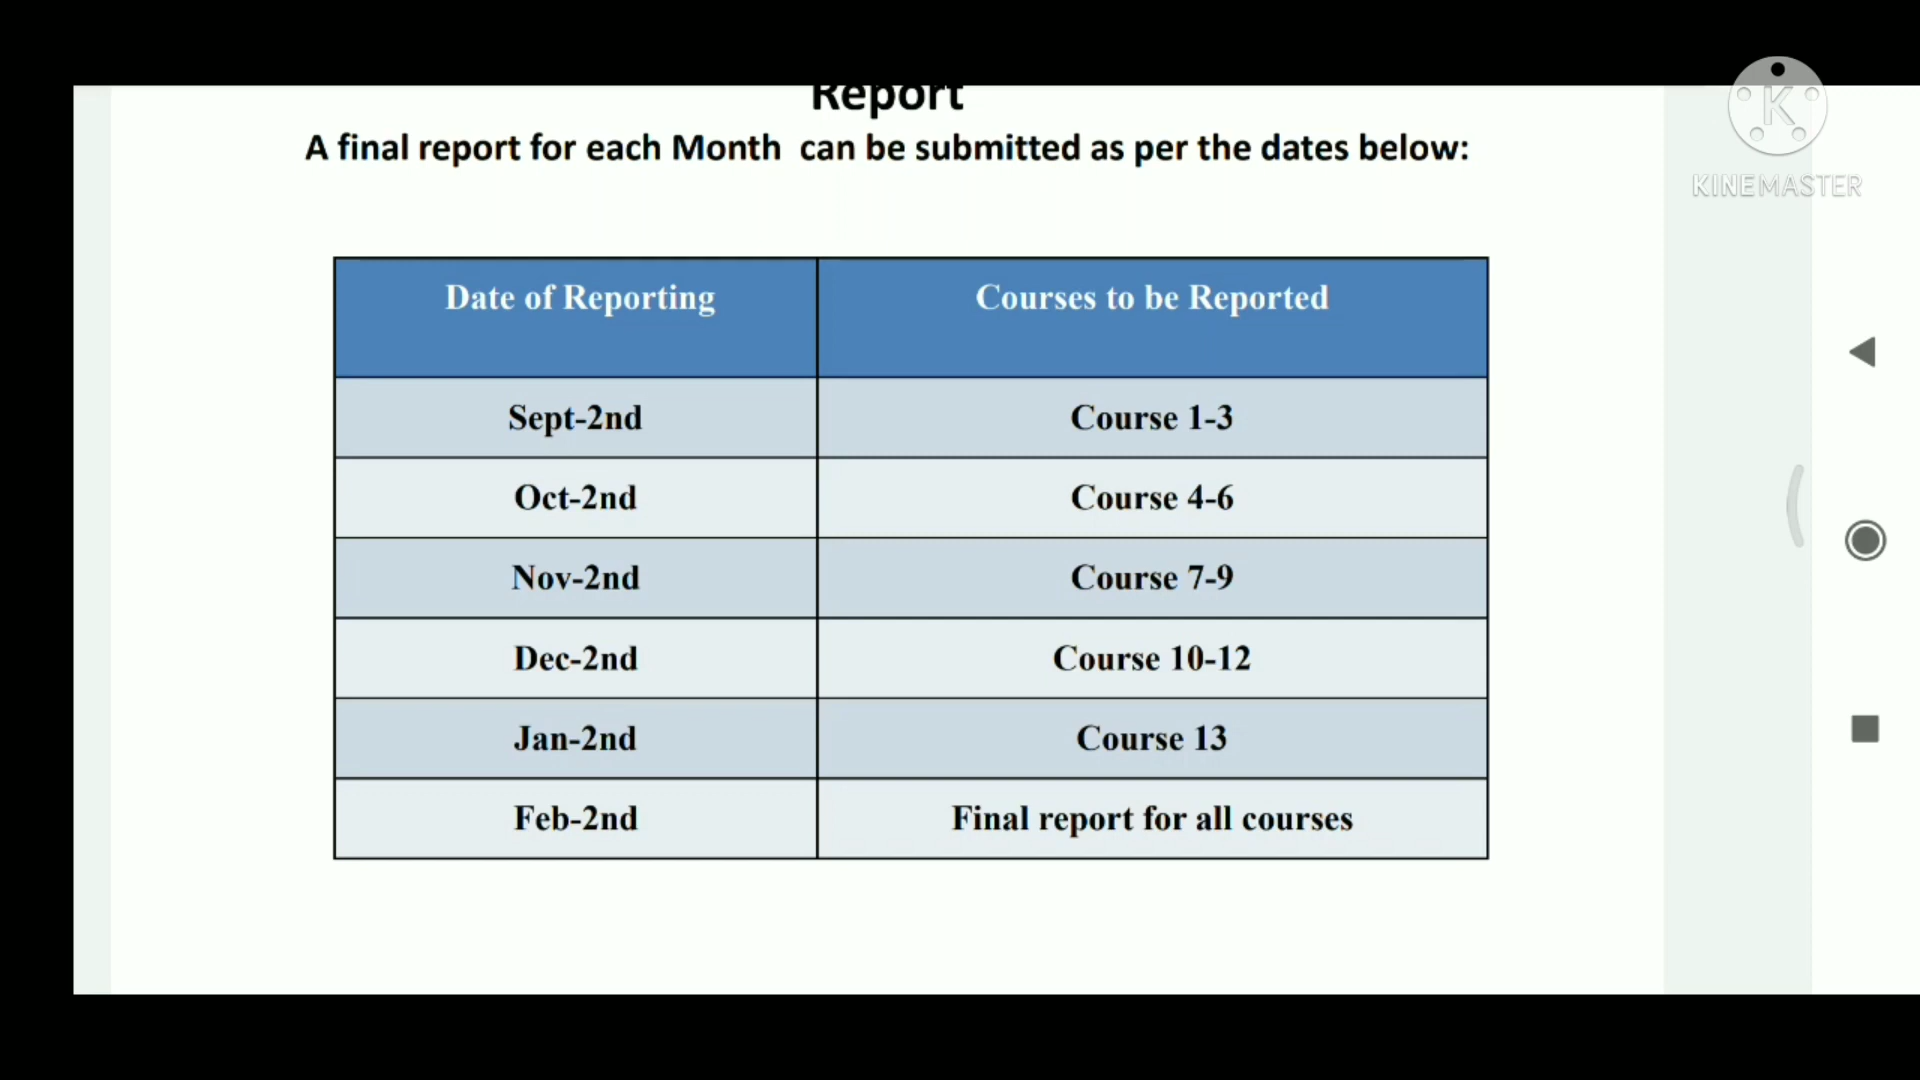 Report
A final report for each Month can be submitted as per the dates below:
K
KINEMASTER
Date of Reporting Courses to be Reported
Sept-2nd Course 1-3
Oct-2nd Course 4-6
Nov-2nd Course 7-9
Dec-2nd Course 10-12
Jan-2nd Course 13
Feb-2nd Final report for all courses